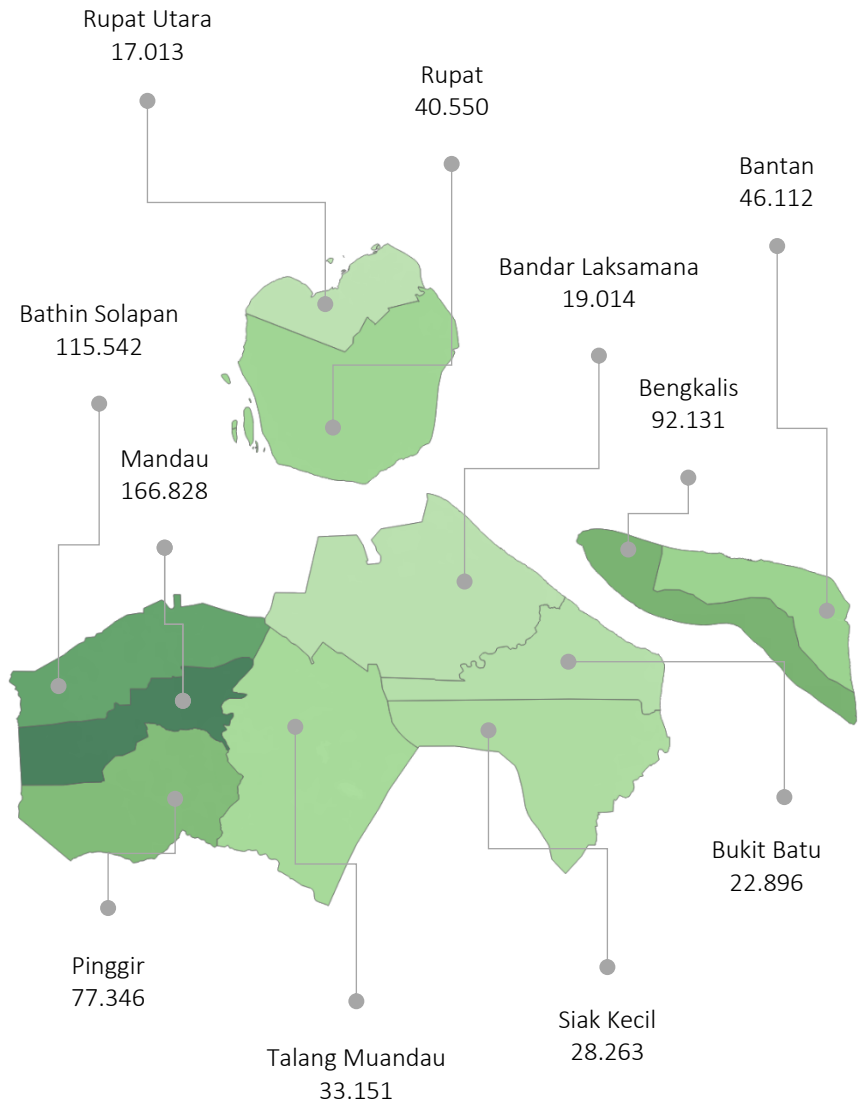 Rupat Utara
17.013
Rupat
40.550
Bantan
46.112
Bandar Laksamana
19.014
Bathin Solapan
115.542
Bengkalis
92.131
Mandau
166.828
Bukit Batu
22.896
Pinggir
77.346
Siak Kecil
28.263
Talang Muandau
33.151